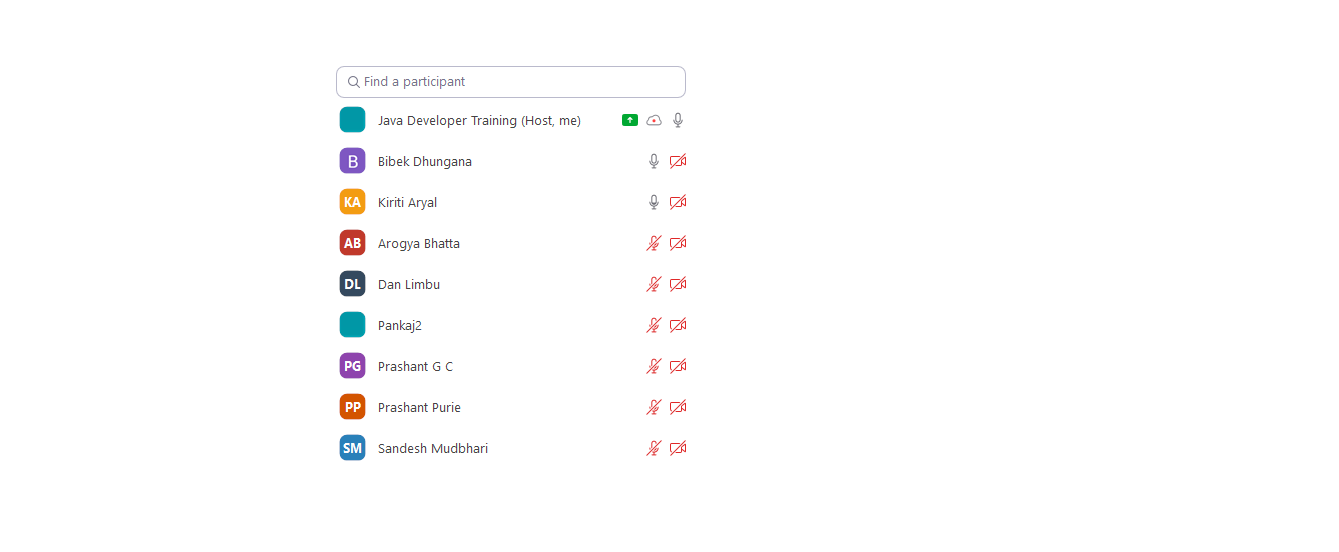 Find a participant
Java Developer Training (Host, me)
B Bibek Dhungana
KA Kiriti Aryal
AB Arogya Bhatta
DL Dan Limbu
Pankaj2
PG Prashant G C
PP Prashant Purie
SM Sandesh Mudbhari